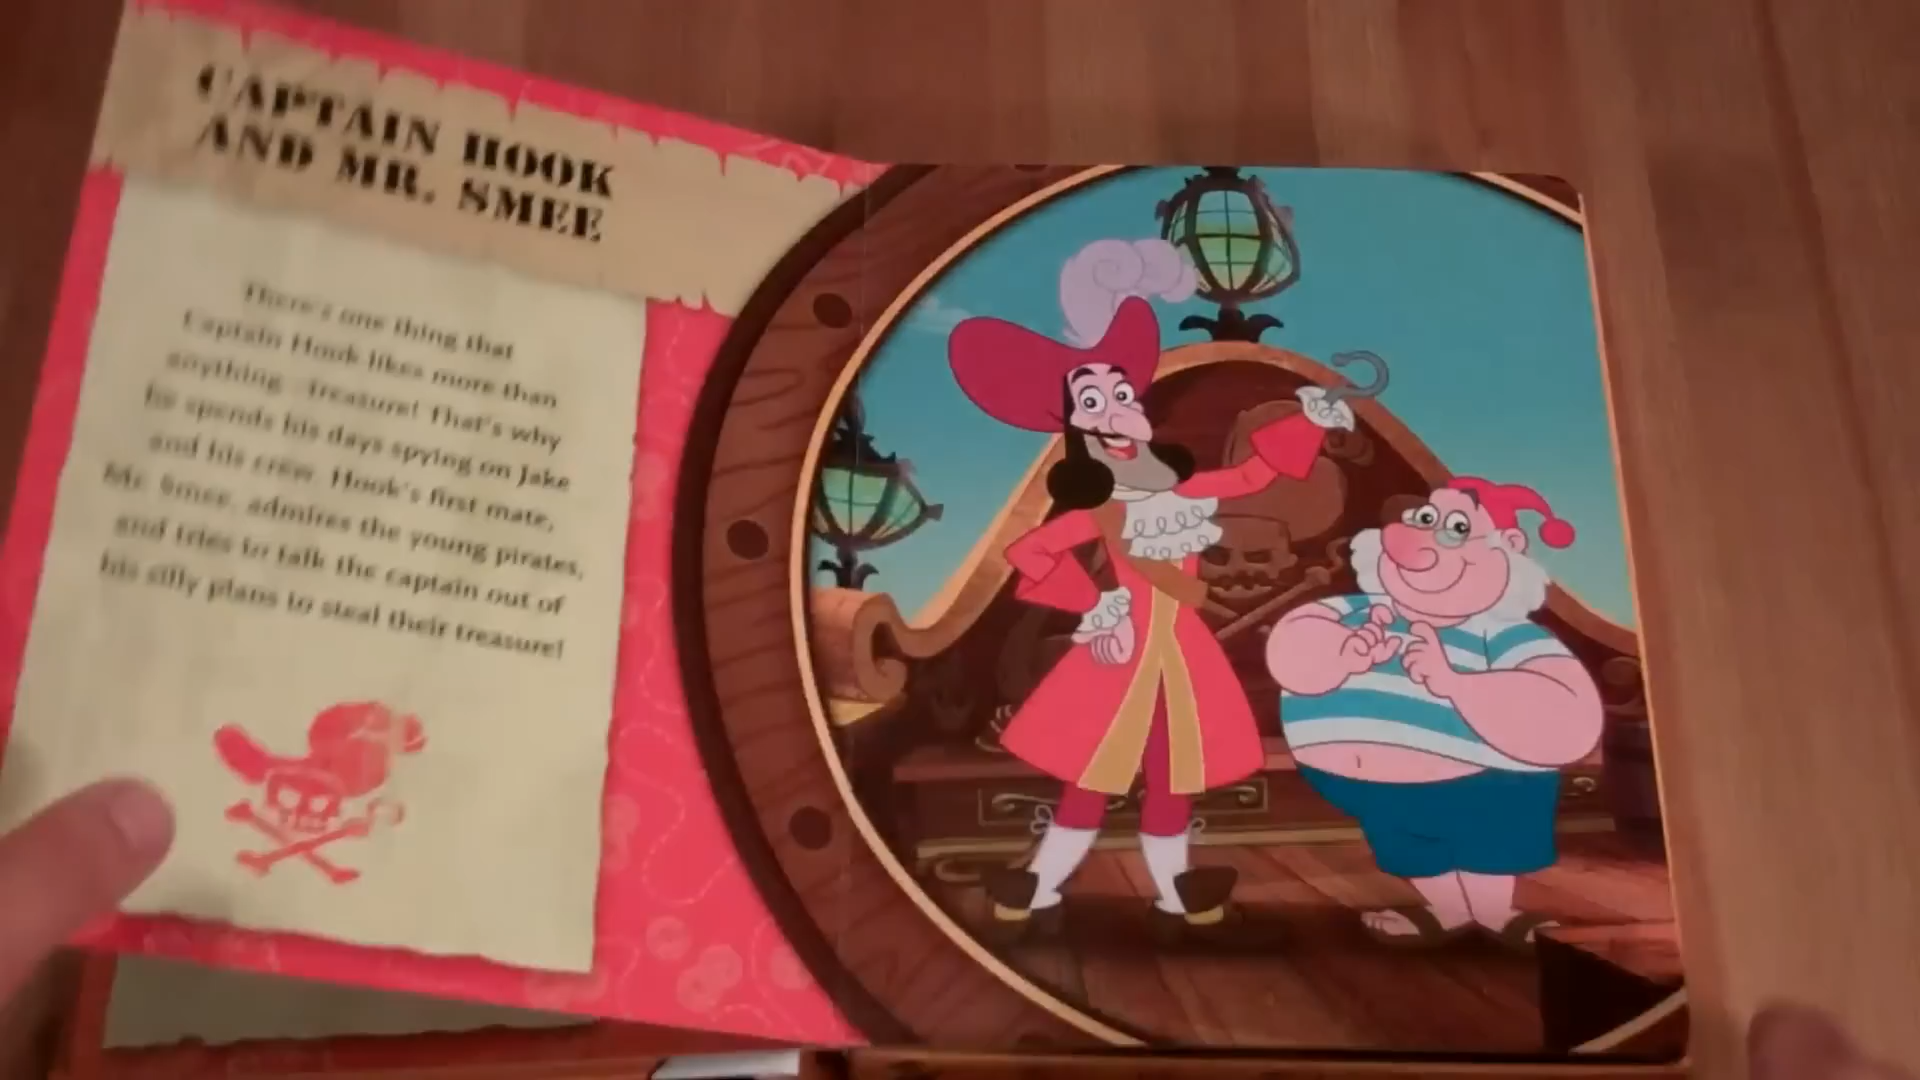 CAPTAIN HOOK
AND MR. SMEE
There's one thing that
Captain Hook likes more than
anything - treasure! That's why
he spends his days spying on Jake
and his crew. Hook's first mate,
Mr. Smee, admires the young pirates,
and tries to talk the captain out of
his silly plans to steal their treasure!